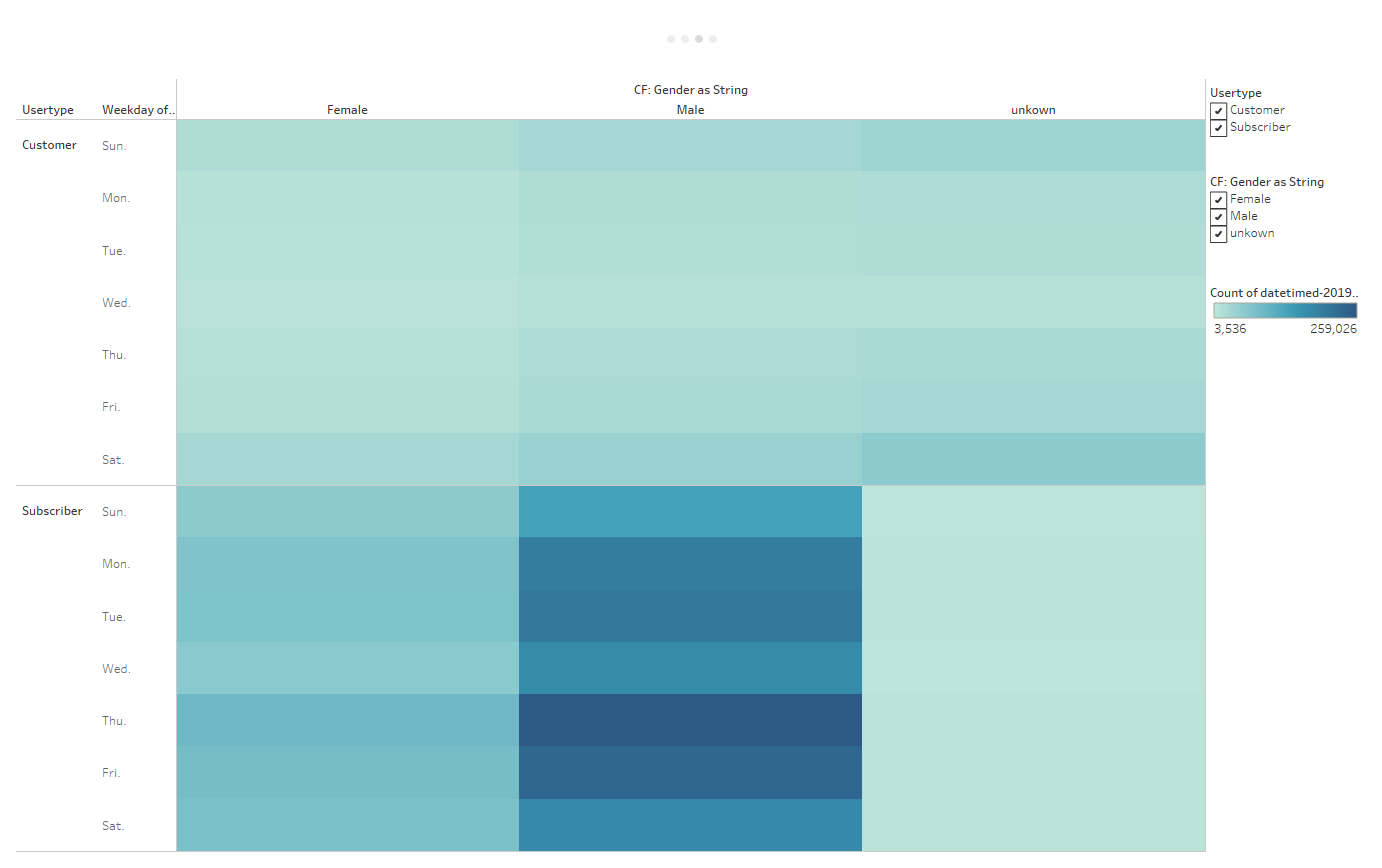 CF: Gender as String
Usertype Weekday of.. Female Male unkown
Customer Sun.
Mon.
Tue.
Wed.
Thu.
Fri.
Sat.
Subscriber Sun.
Mon.
Tue.
Wed.
Thu.
Fri.
Sat.
Usertype
Customer
Subscriber
CF: Gender as String
Female
Male
unkown
Count of datetimed-2019..
3,536 259,026